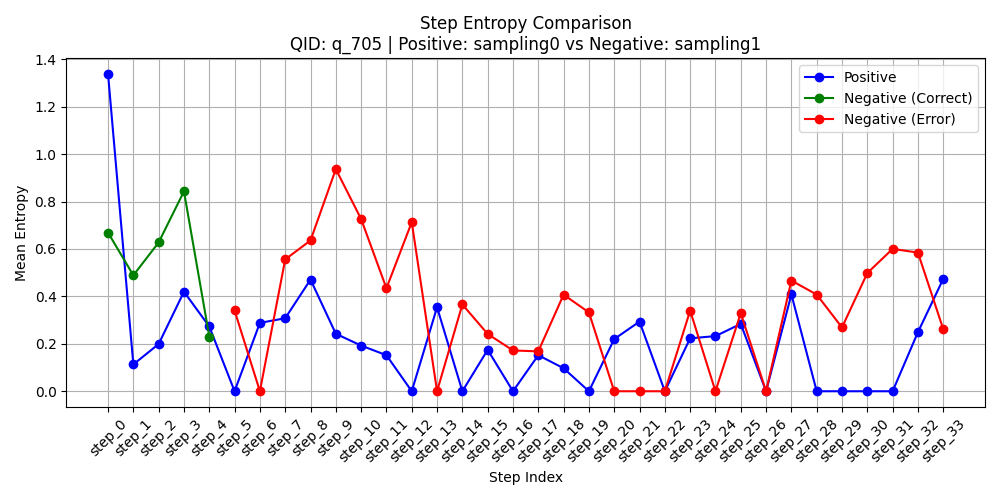 Step Entropy Comparison
QID: q_705 | Positive: sampling0 vs Negative: sampling1
Positive
Negative (Correct)
Negative (Error)
Mean Entropy
1.4
1.2
1.0
0.8
0.6
0.4
0.2
0.0
step_0
step_1
step_2
step_3
step_4
step_5
step_6
step_7
step_8
step_9
step_10
step_11
step_12
step_13
step_14
step_15
step_16
step_17
step_18
step_19
step_20
step_21
step_22
step_23
step_24
step_25
step_26
step_27
step_28
step_29
step_30
step_31
step_32
step_33
Step Index